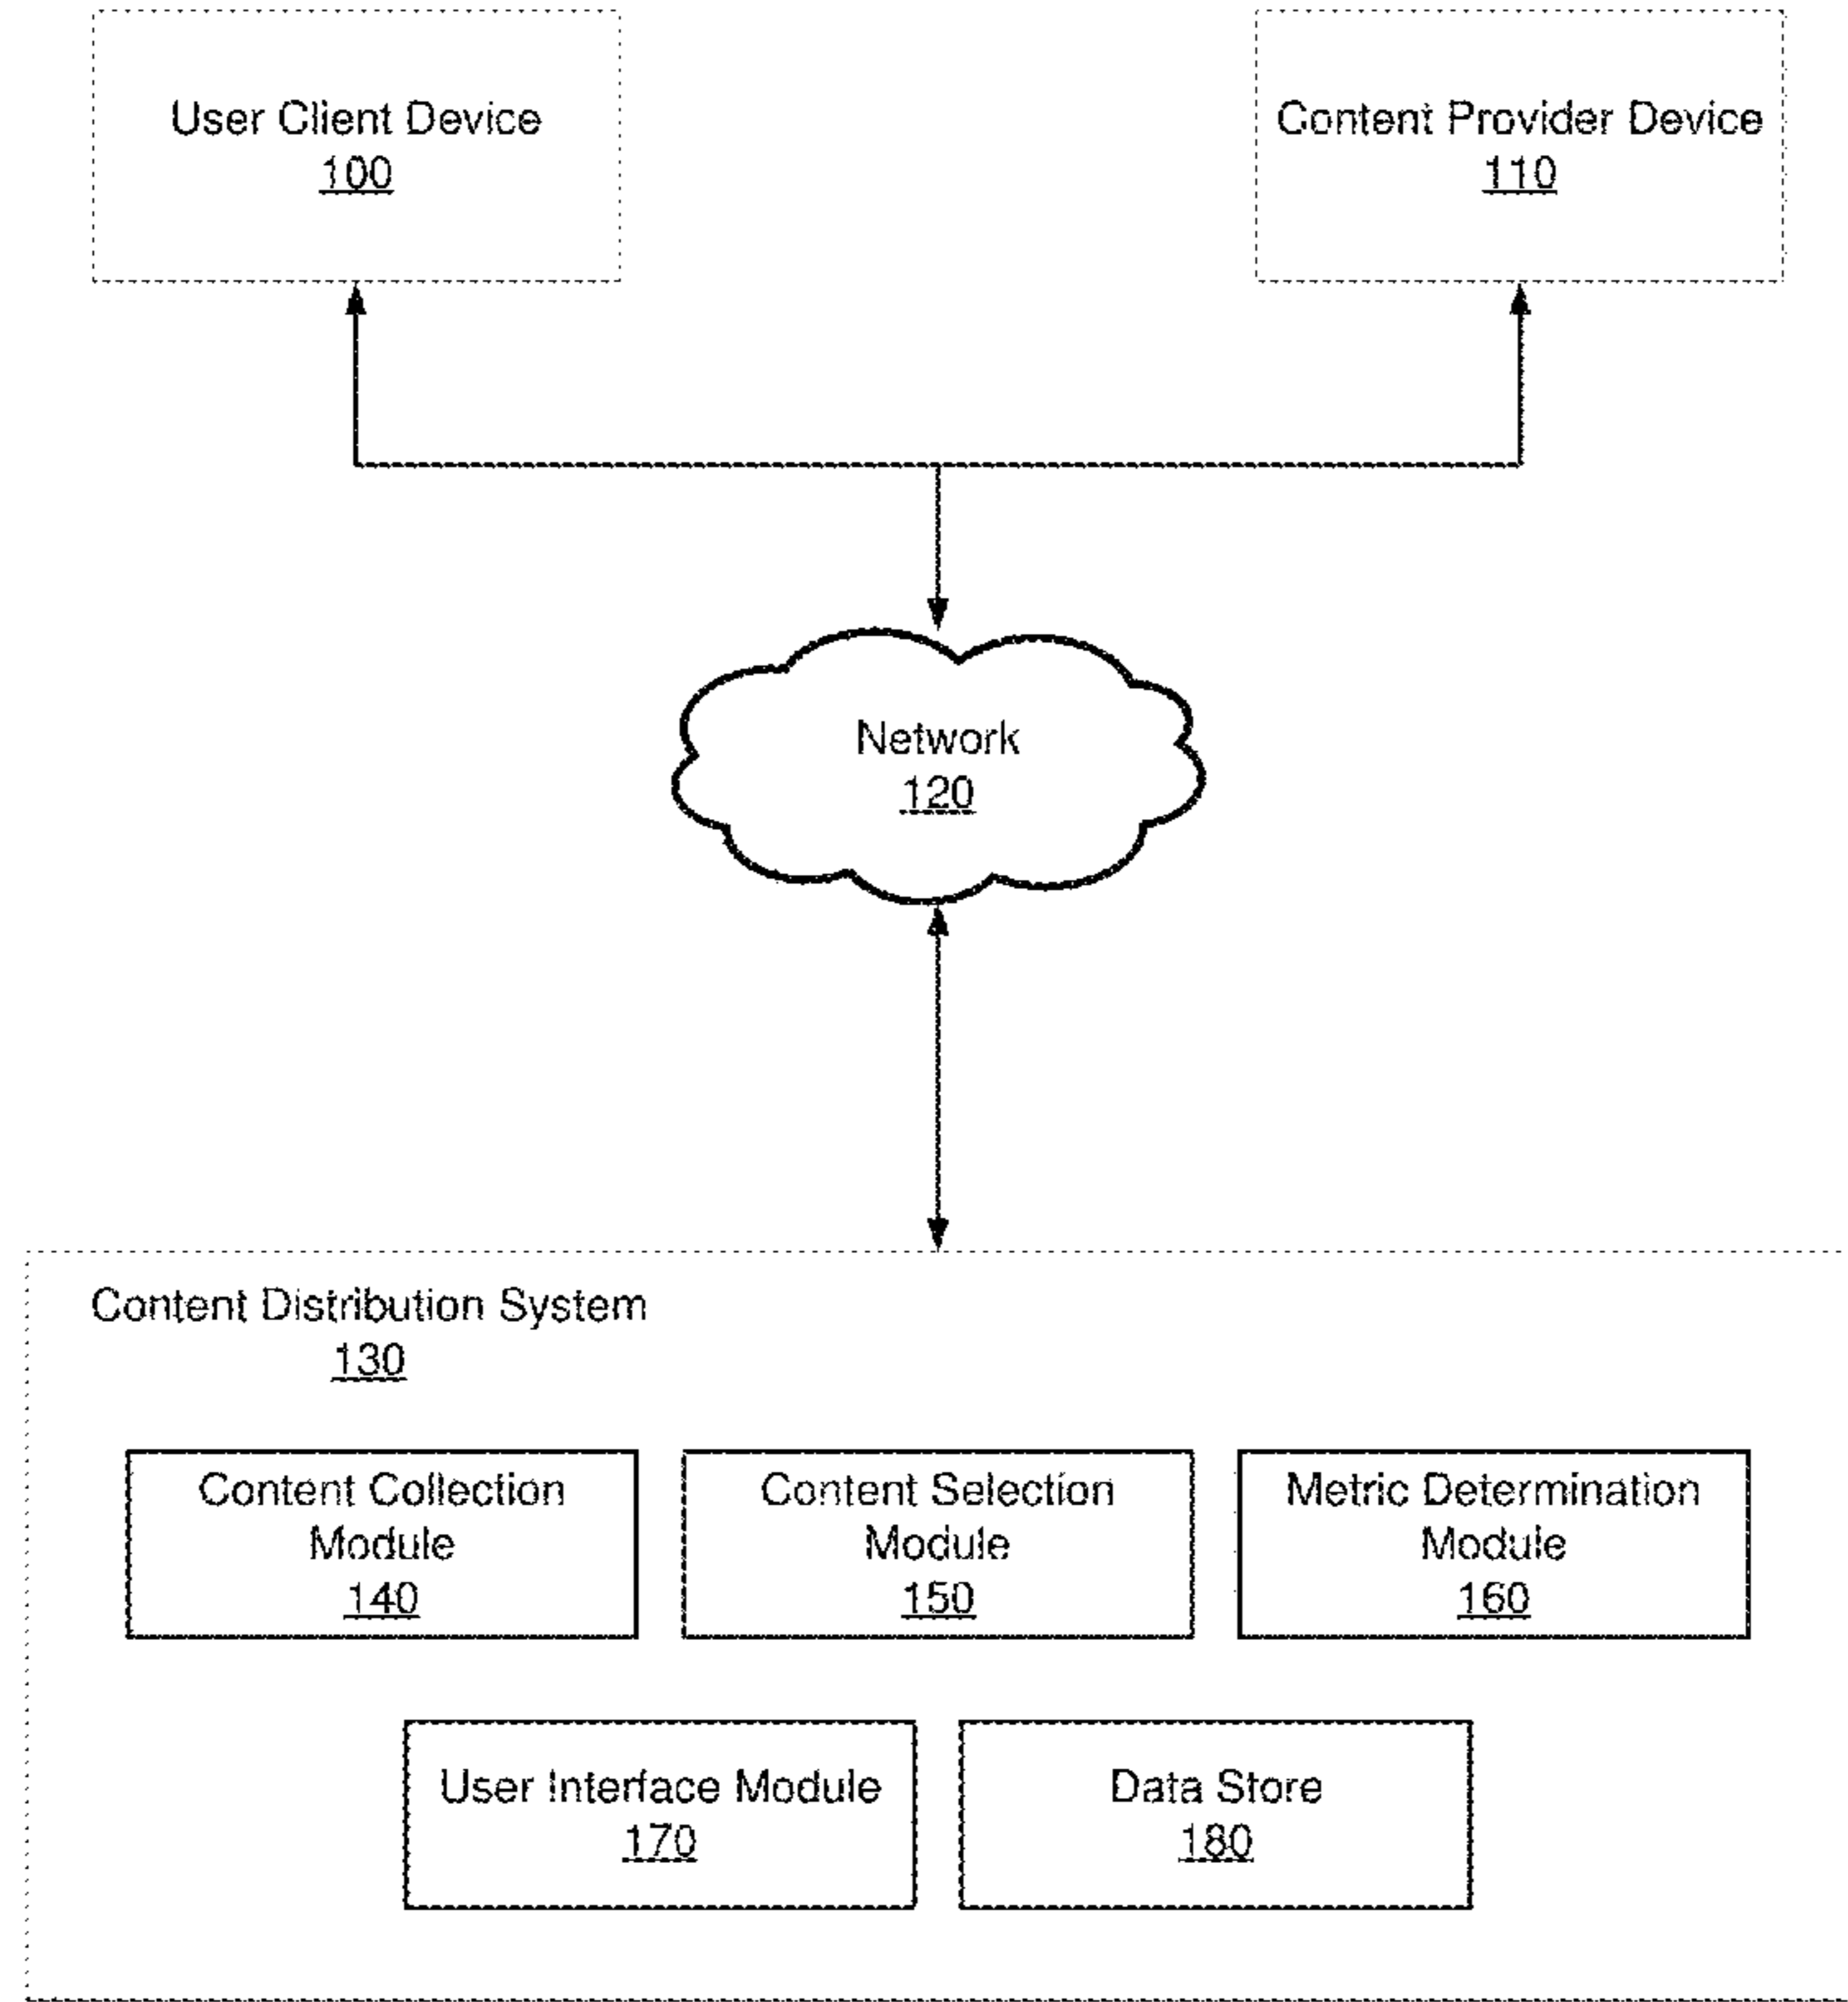 User Client Device
100
Content Provider Device
110
Network
120
Content Distribution System
130
Content Collection
Module
140
Content Selection
Module
150
Metric Determination
Module
160
User Interface Module
170
Data Store
180